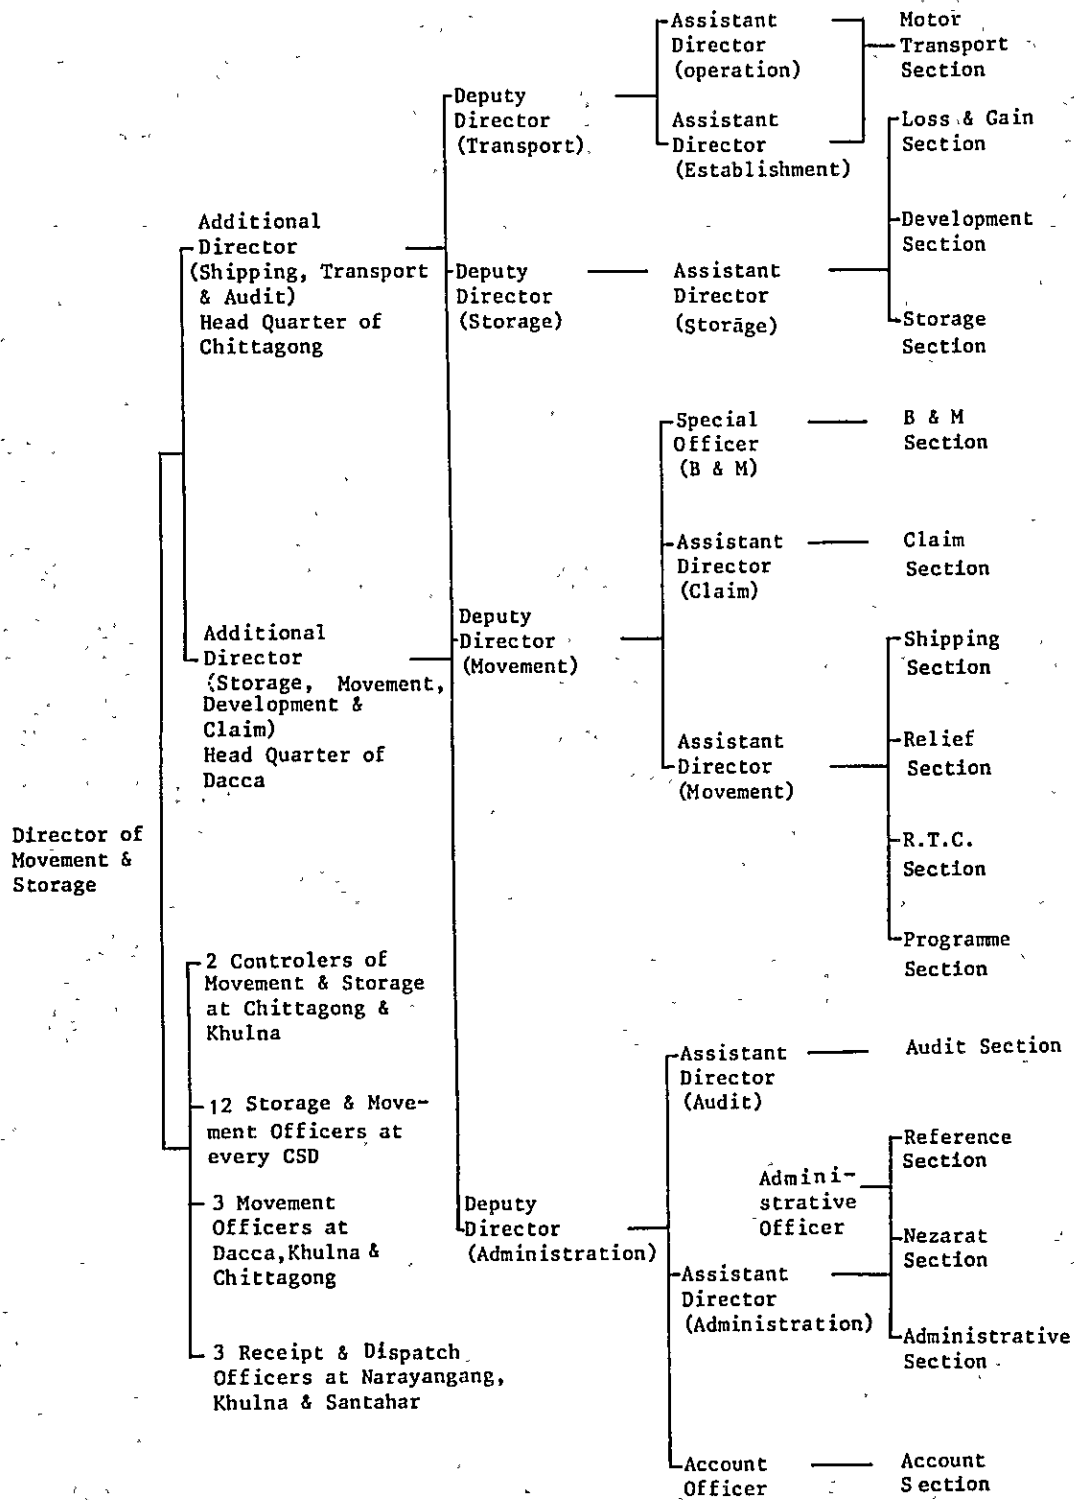 Director of
Movement &
Storage
Additional
Director
(Shipping, Transport
& Audit)
Head Quarter of
Chittagong
Additional
Director
(Storage, Movement,
Development &
Claim)
Head Quarter of
Dacca
2 Controlers of
Movement & Storage
at Chittagong &
Khulna
12 Storage & Move-
ment Officers at
every CSD
3 Movement
Officers at
Dacca, Khulna &
Chittagong
3 Receipt & Dispatch
Officers at Narayangang,
Khulna & Santahar
Deputy
Director
(Transport)
Deputy
Director
(Storage)
Deputy
Director
(Movement)
Deputy
Director
(Administration)
Assistant
Director
(operation)
Assistant
Director
(Establishment)
Assistant
Director
(Storage)
Special
Officer
(B & M)
Assistant
Director
(Claim)
Assistant
Director
(Movement)
Assistant
Director
(Audit)
Admini-
strative
Officer
Assistant
Director
(Administration)
Account
Officer
Motor
Transport
Section
Loss & Gain
Section
Development
Section
Storage
Section
B & M
Section
Claim
Section
Shipping
Section
Relief
Section
R.T.C.
Section
Programme
Section
Audit Section
Reference
Section
Nezarat
Section
Administrative
Section
Account
Section